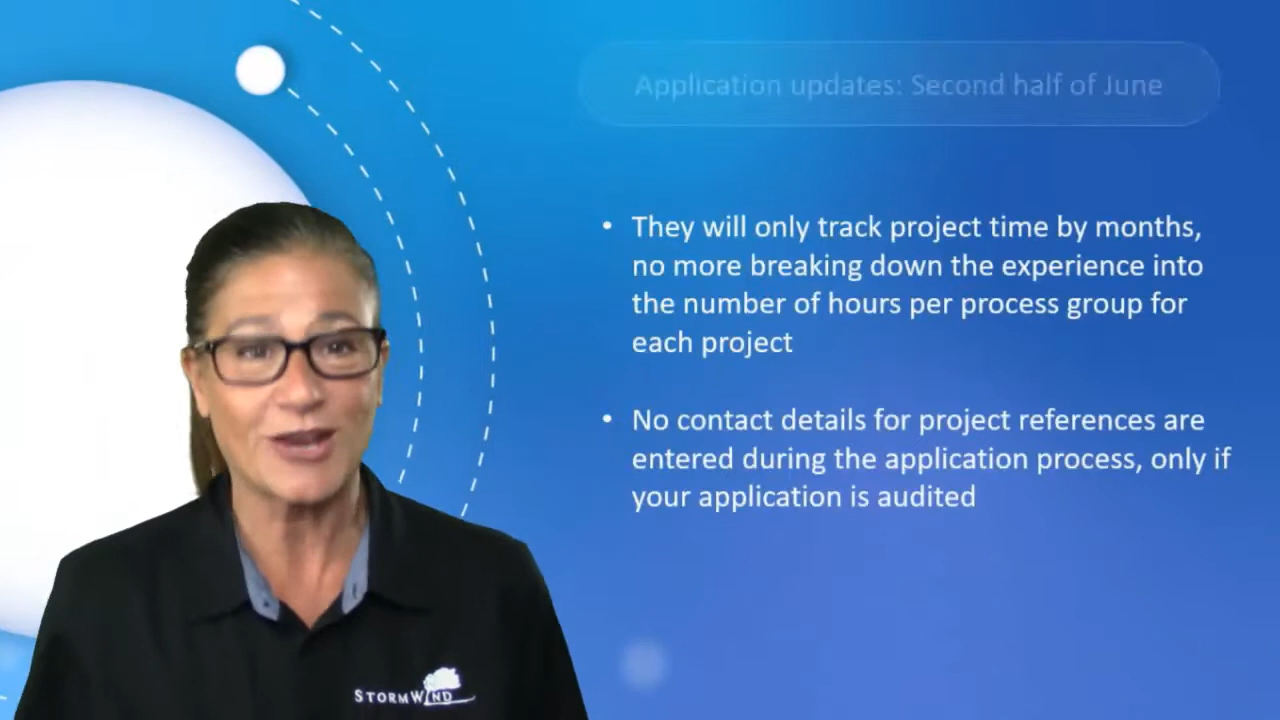 Application updates: Second half of June
• They will only track project time by months,
no more breaking down the experience into
the number of hours per process group for
each project
• No contact details for project references are
entered during the application process, only if
your application is audited
STORMWIND